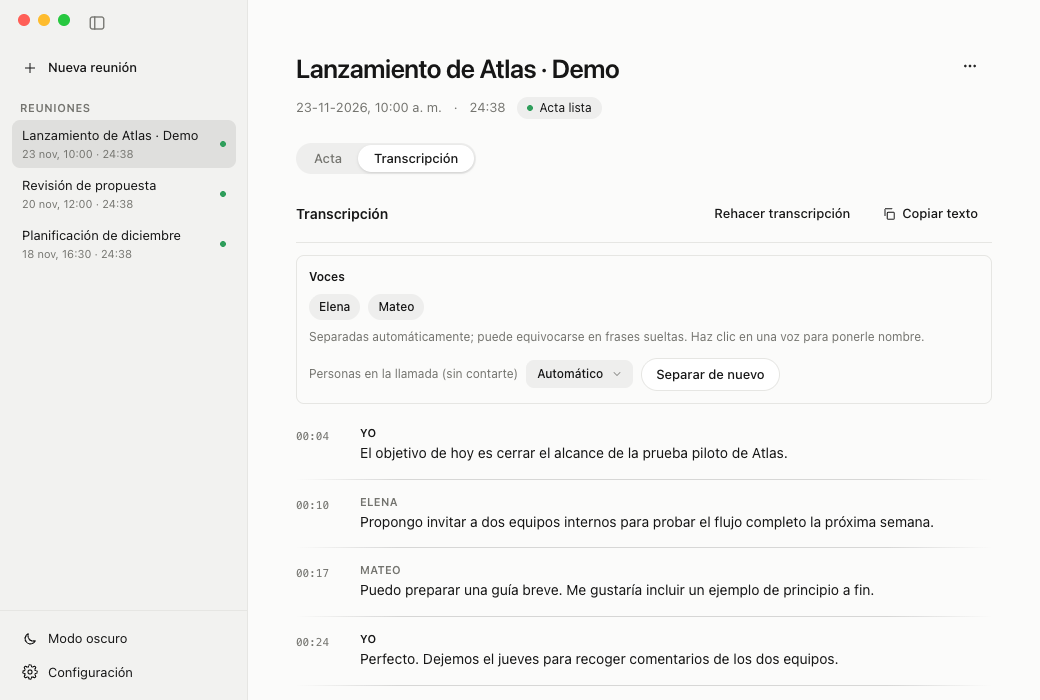 Nueva reunión
REUNIONES
Lanzamiento de Atlas · Demo
23 nov, 10:00 · 24:38
Revisión de propuesta
20 nov, 12:00 · 24:38
Planificación de diciembre
18 nov, 16:30 · 24:38
Modo oscuro
Configuración
Lanzamiento de Atlas · Demo
23-11-2026, 10:00 a. m. · 24:38 Acta lista
Acta Transcripción
Transcripción Rehacer transcripción Copiar texto
Voces
Elena Mateo
Separadas automáticamente; puede equivocarse en frases sueltas. Haz clic en una voz para ponerle nombre.
Personas en la llamada (sin contarte) Automático Separar de nuevo
00:04 YO
El objetivo de hoy es cerrar el alcance de la prueba piloto de Atlas.
00:10 ELENA
Propongo invitar a dos equipos internos para probar el flujo completo la próxima semana.
00:17 MATEO
Puedo preparar una guía breve. Me gustaría incluir un ejemplo de principio a fin.
00:24 YO
Perfecto. Dejemos el jueves para recoger comentarios de los dos equipos.